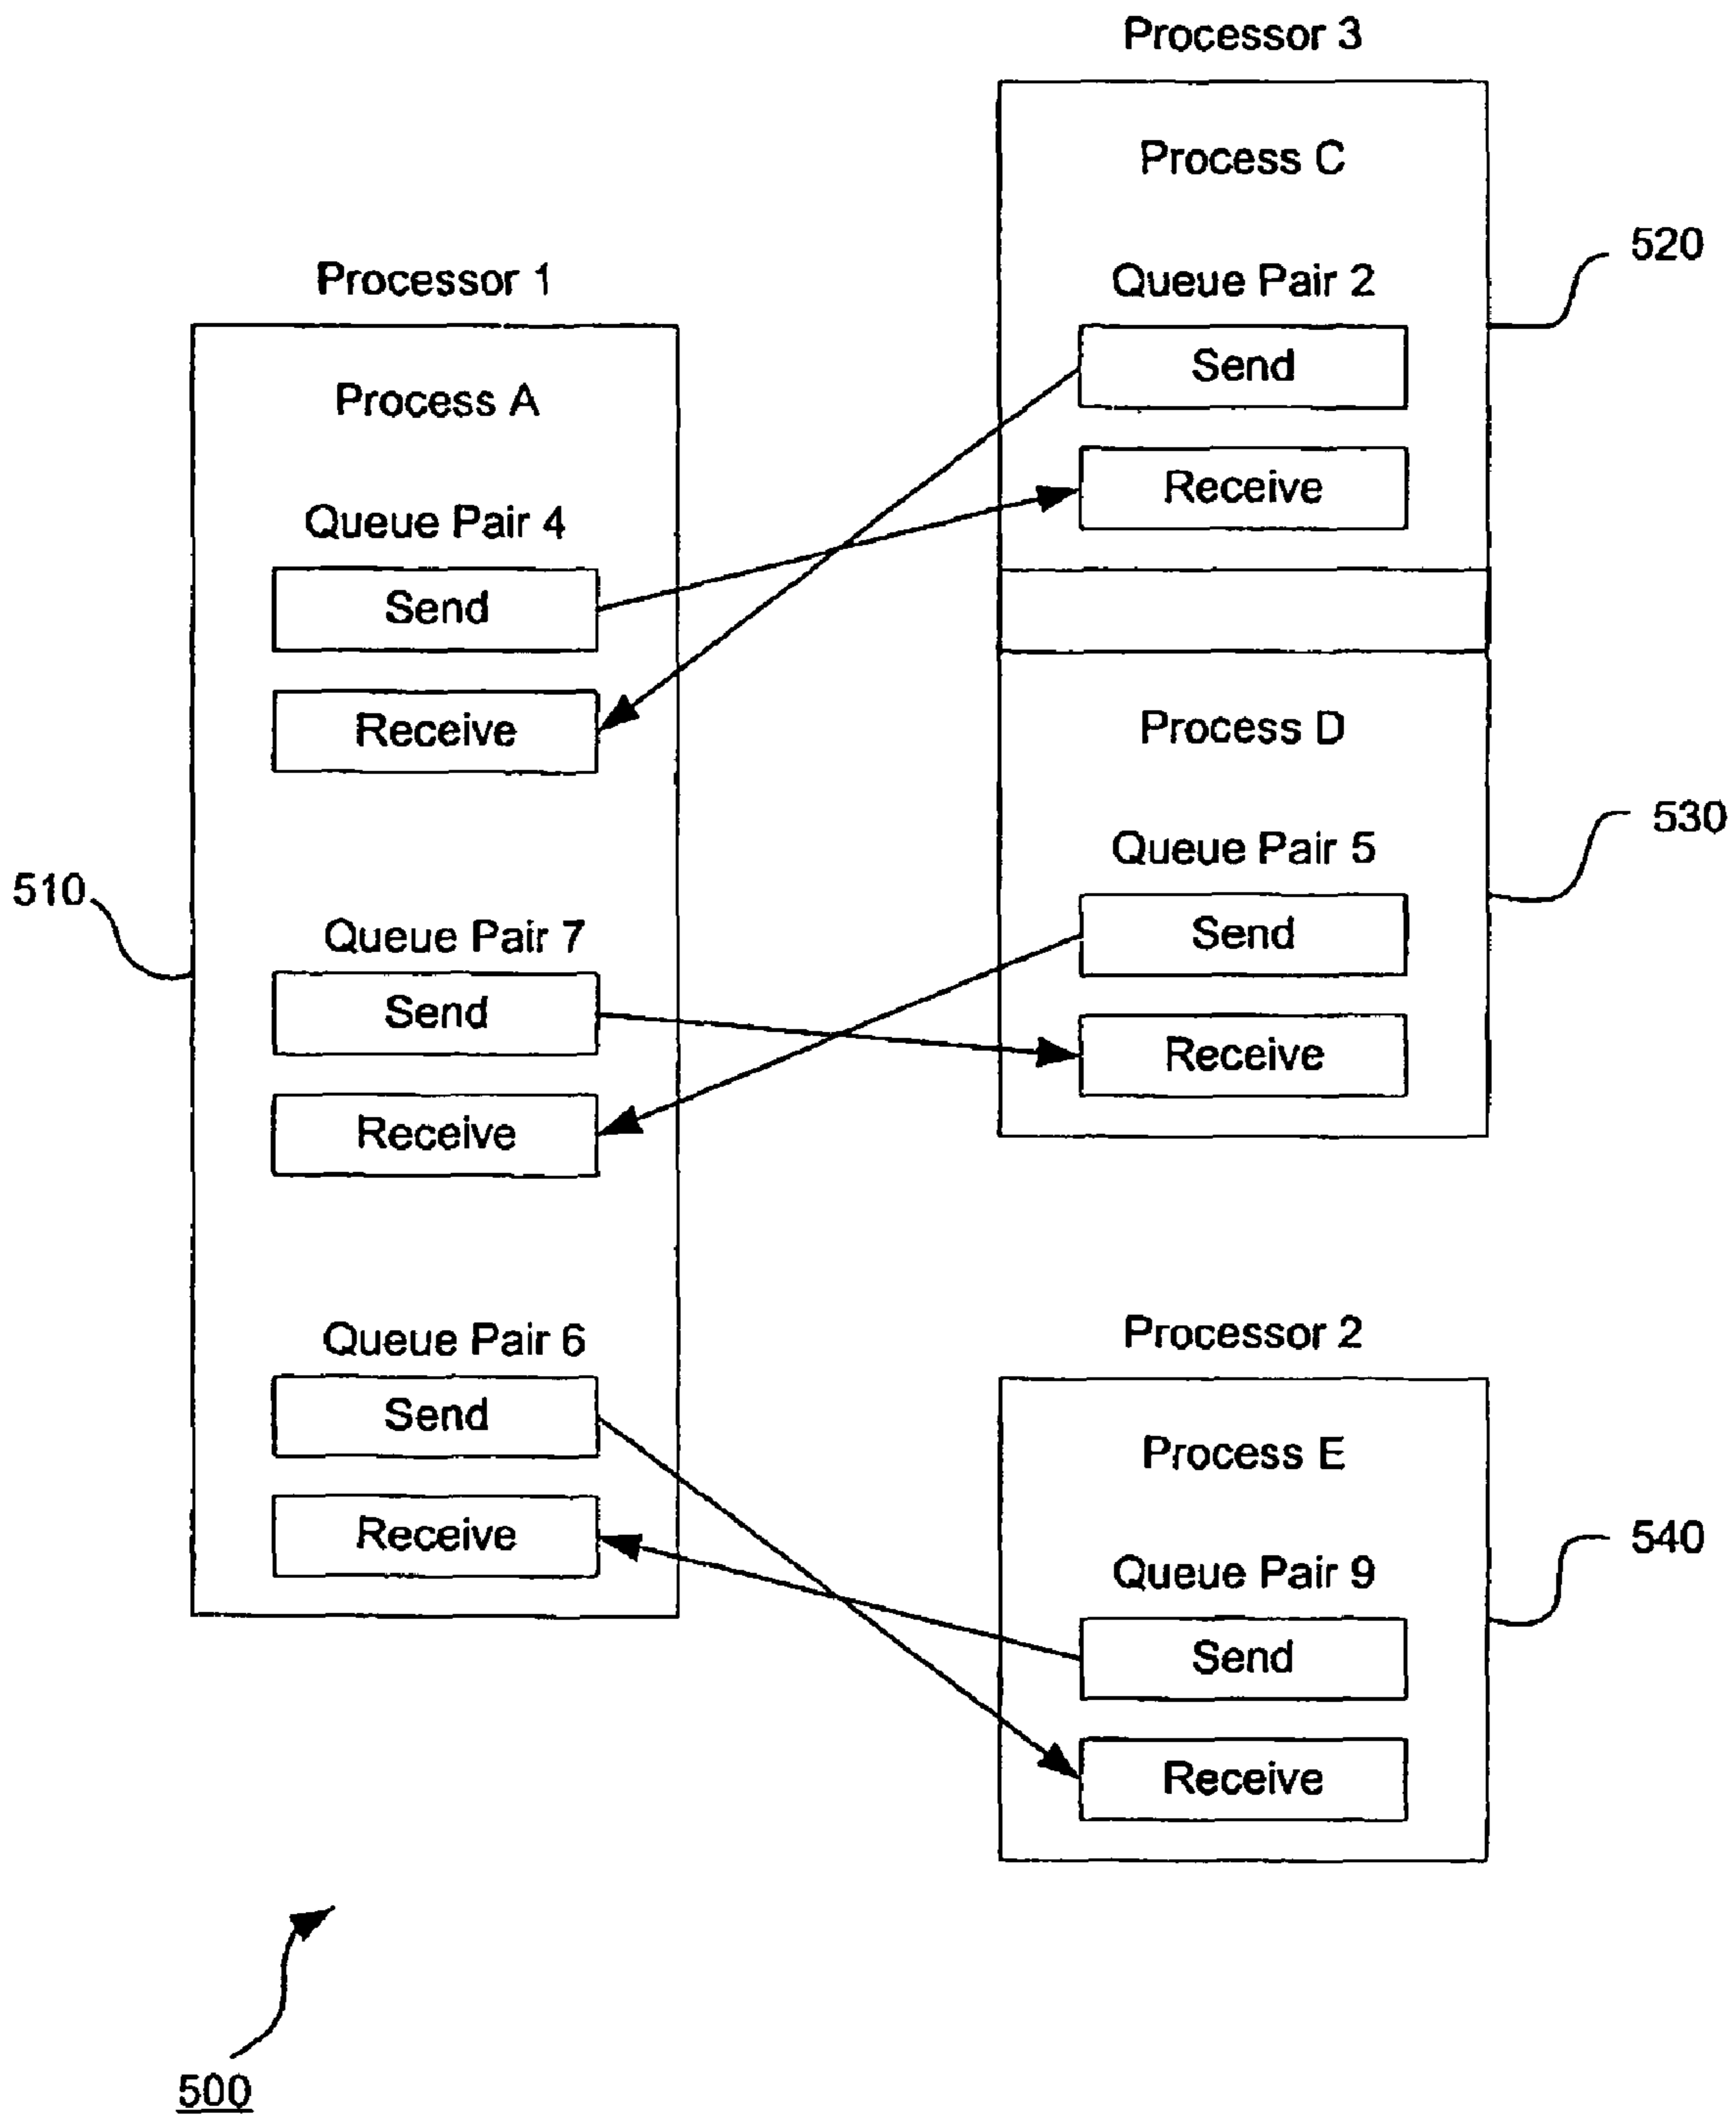 Processor 3
Process C
520
Queue Pair 2
Send
Receive
Process D
530
Queue Pair 5
Send
Receive
Processor 1
Process A
Queue Pair 4
Send
Receive
510
Queue Pair 7
Send
Receive
Queue Pair 6
Send
Receive
Processor 2
Process E
540
Queue Pair 9
Send
Receive
500